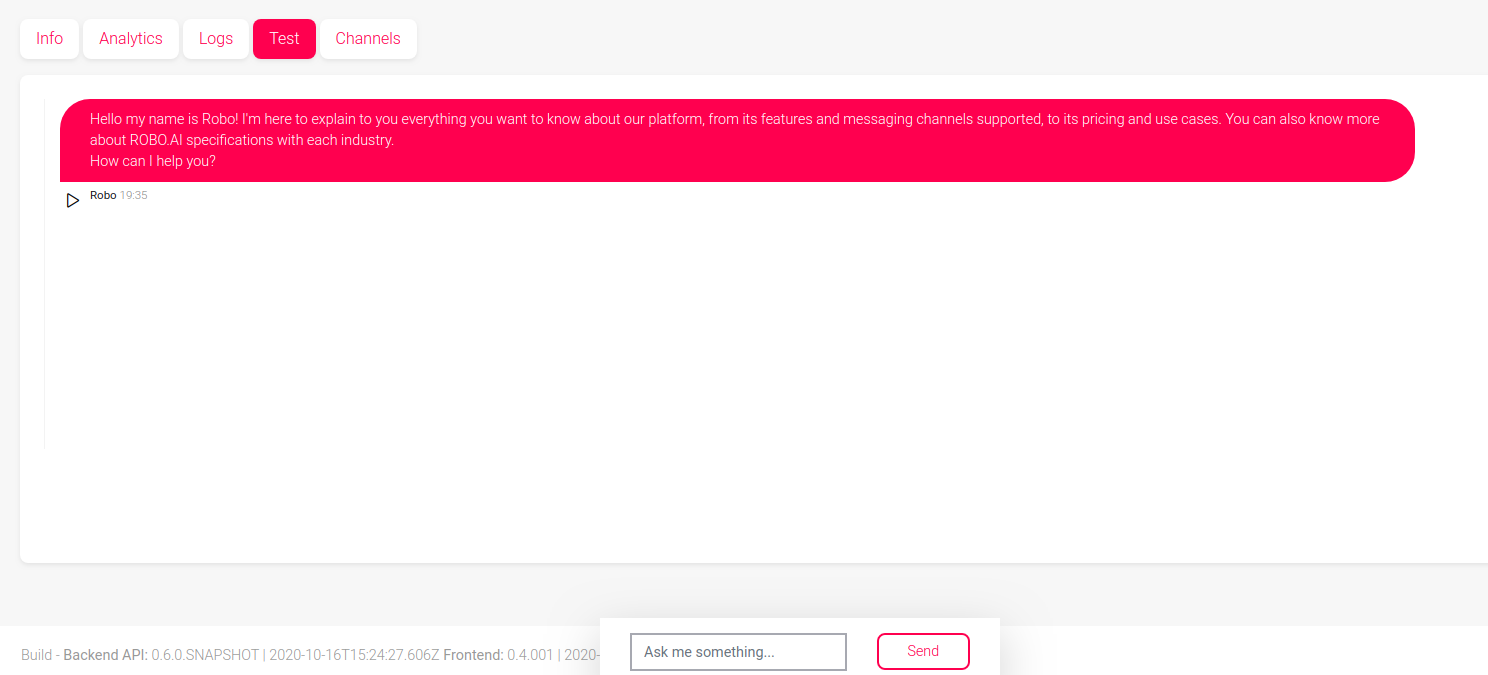 Info Analytics Logs Test Channels
Hello my name is Robo! I'm here to explain to you everything you want to know about our platform, from its features and messaging channels supported, to its pricing and use cases. You can also know more
about ROBO.AI specifications with each industry.
How can I help you?
Robo 19:35
Build - Backend API: 0.6.0.SNAPSHOT | 2020-10-16T15:24:27.606Z Frontend: 0.4.001 | 2020-
Ask me something... Send